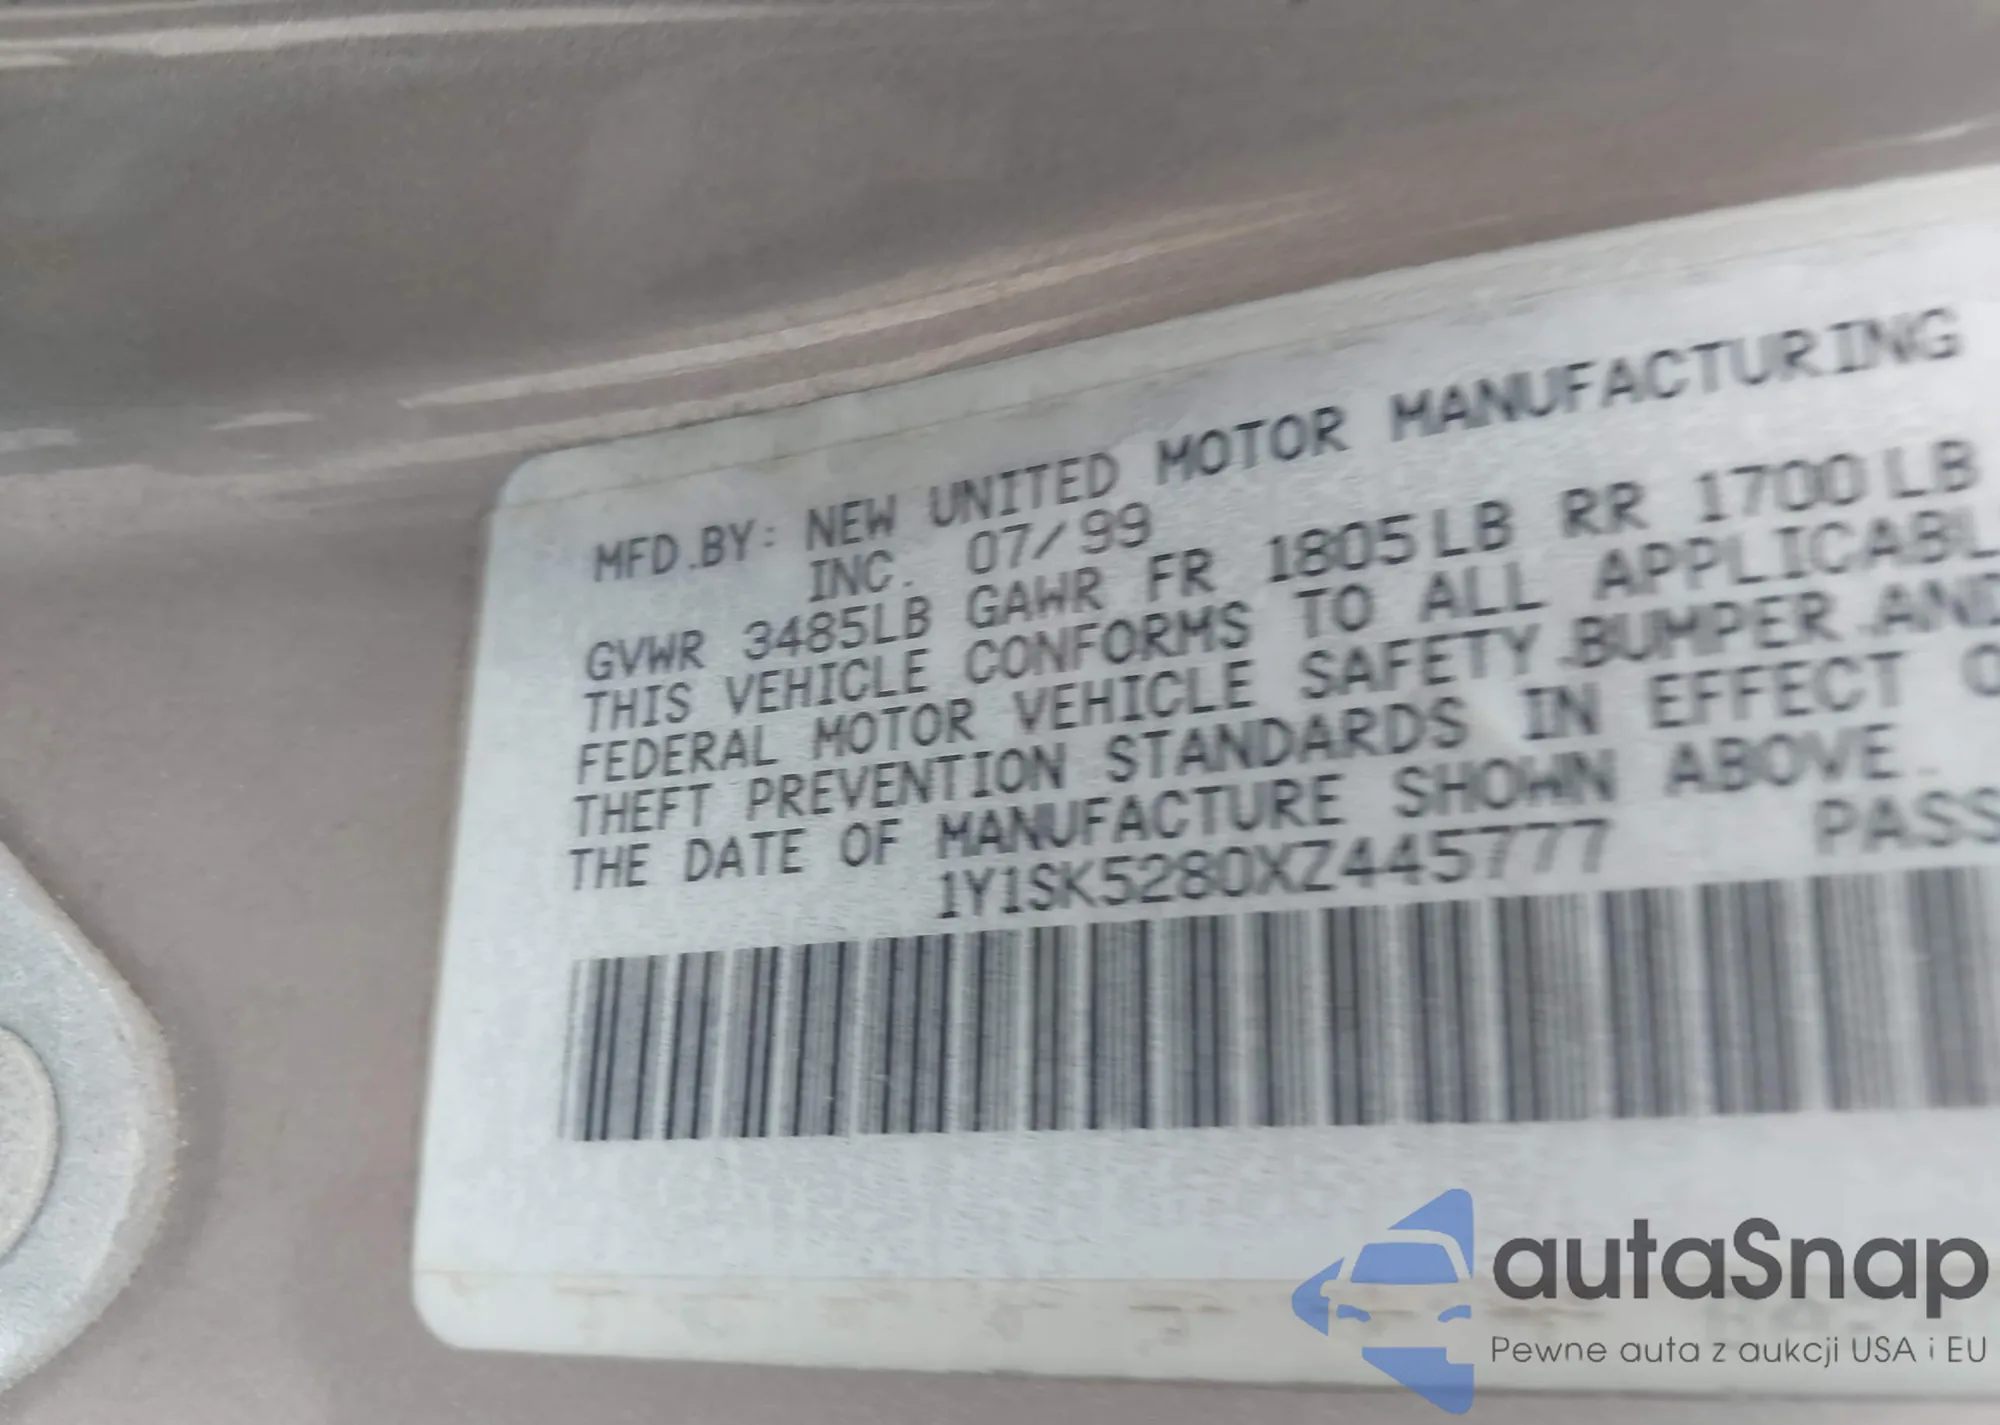 MFD.BY: NEW UNITED MOTOR MANUFACTURING
INC. 07/99
GVWR 3485LB GAWR FR 1805LB RR 1700LB
THIS VEHICLE CONFORMS TO ALL APPLICABL
FEDERAL MOTOR VEHICLE SAFETY.BUMPER.AND
THEFT PREVENTION STANDARDS IN EFFECT O
THE DATE OF MANUFACTURE SHOWN ABOVE.
1Y1SK5280XZ445777 PASS
autaSnap
Pewne auta z aukcji USA i EU